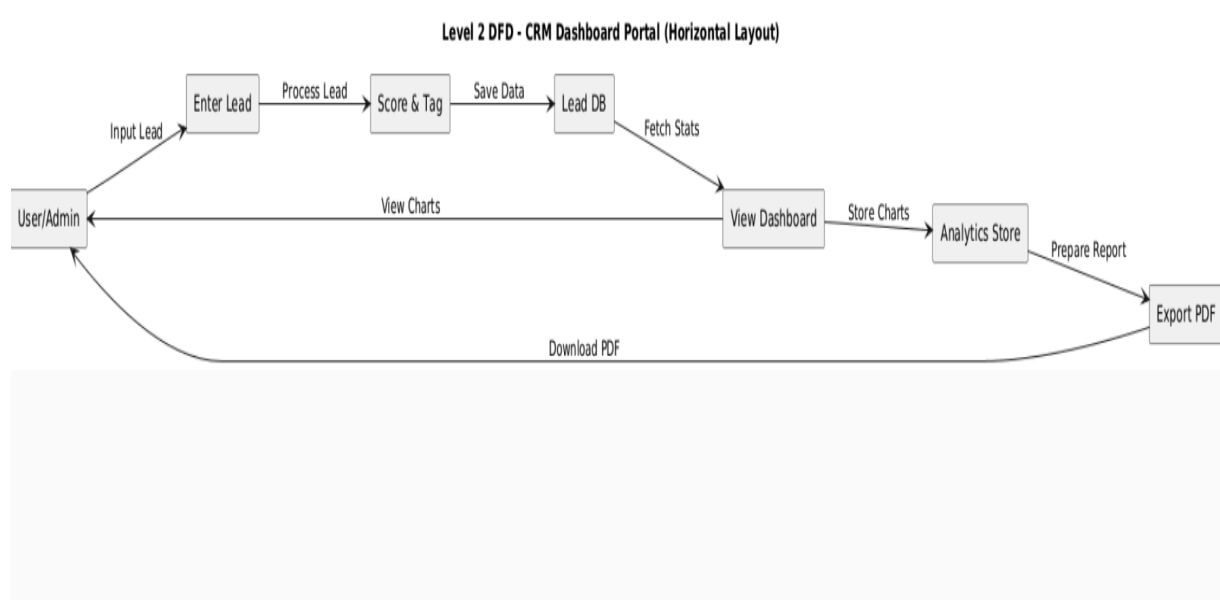 Level 2 DFD - CRM Dashboard Portal (Horizontal Layout)
Enter Lead
Process Lead
Score & Tag
Save Data
Lead DB
Input Lead
Fetch Stats
User/Admin
View Charts
View Dashboard
Store Charts
Analytics Store
Prepare Report
Export PDF
Download PDF